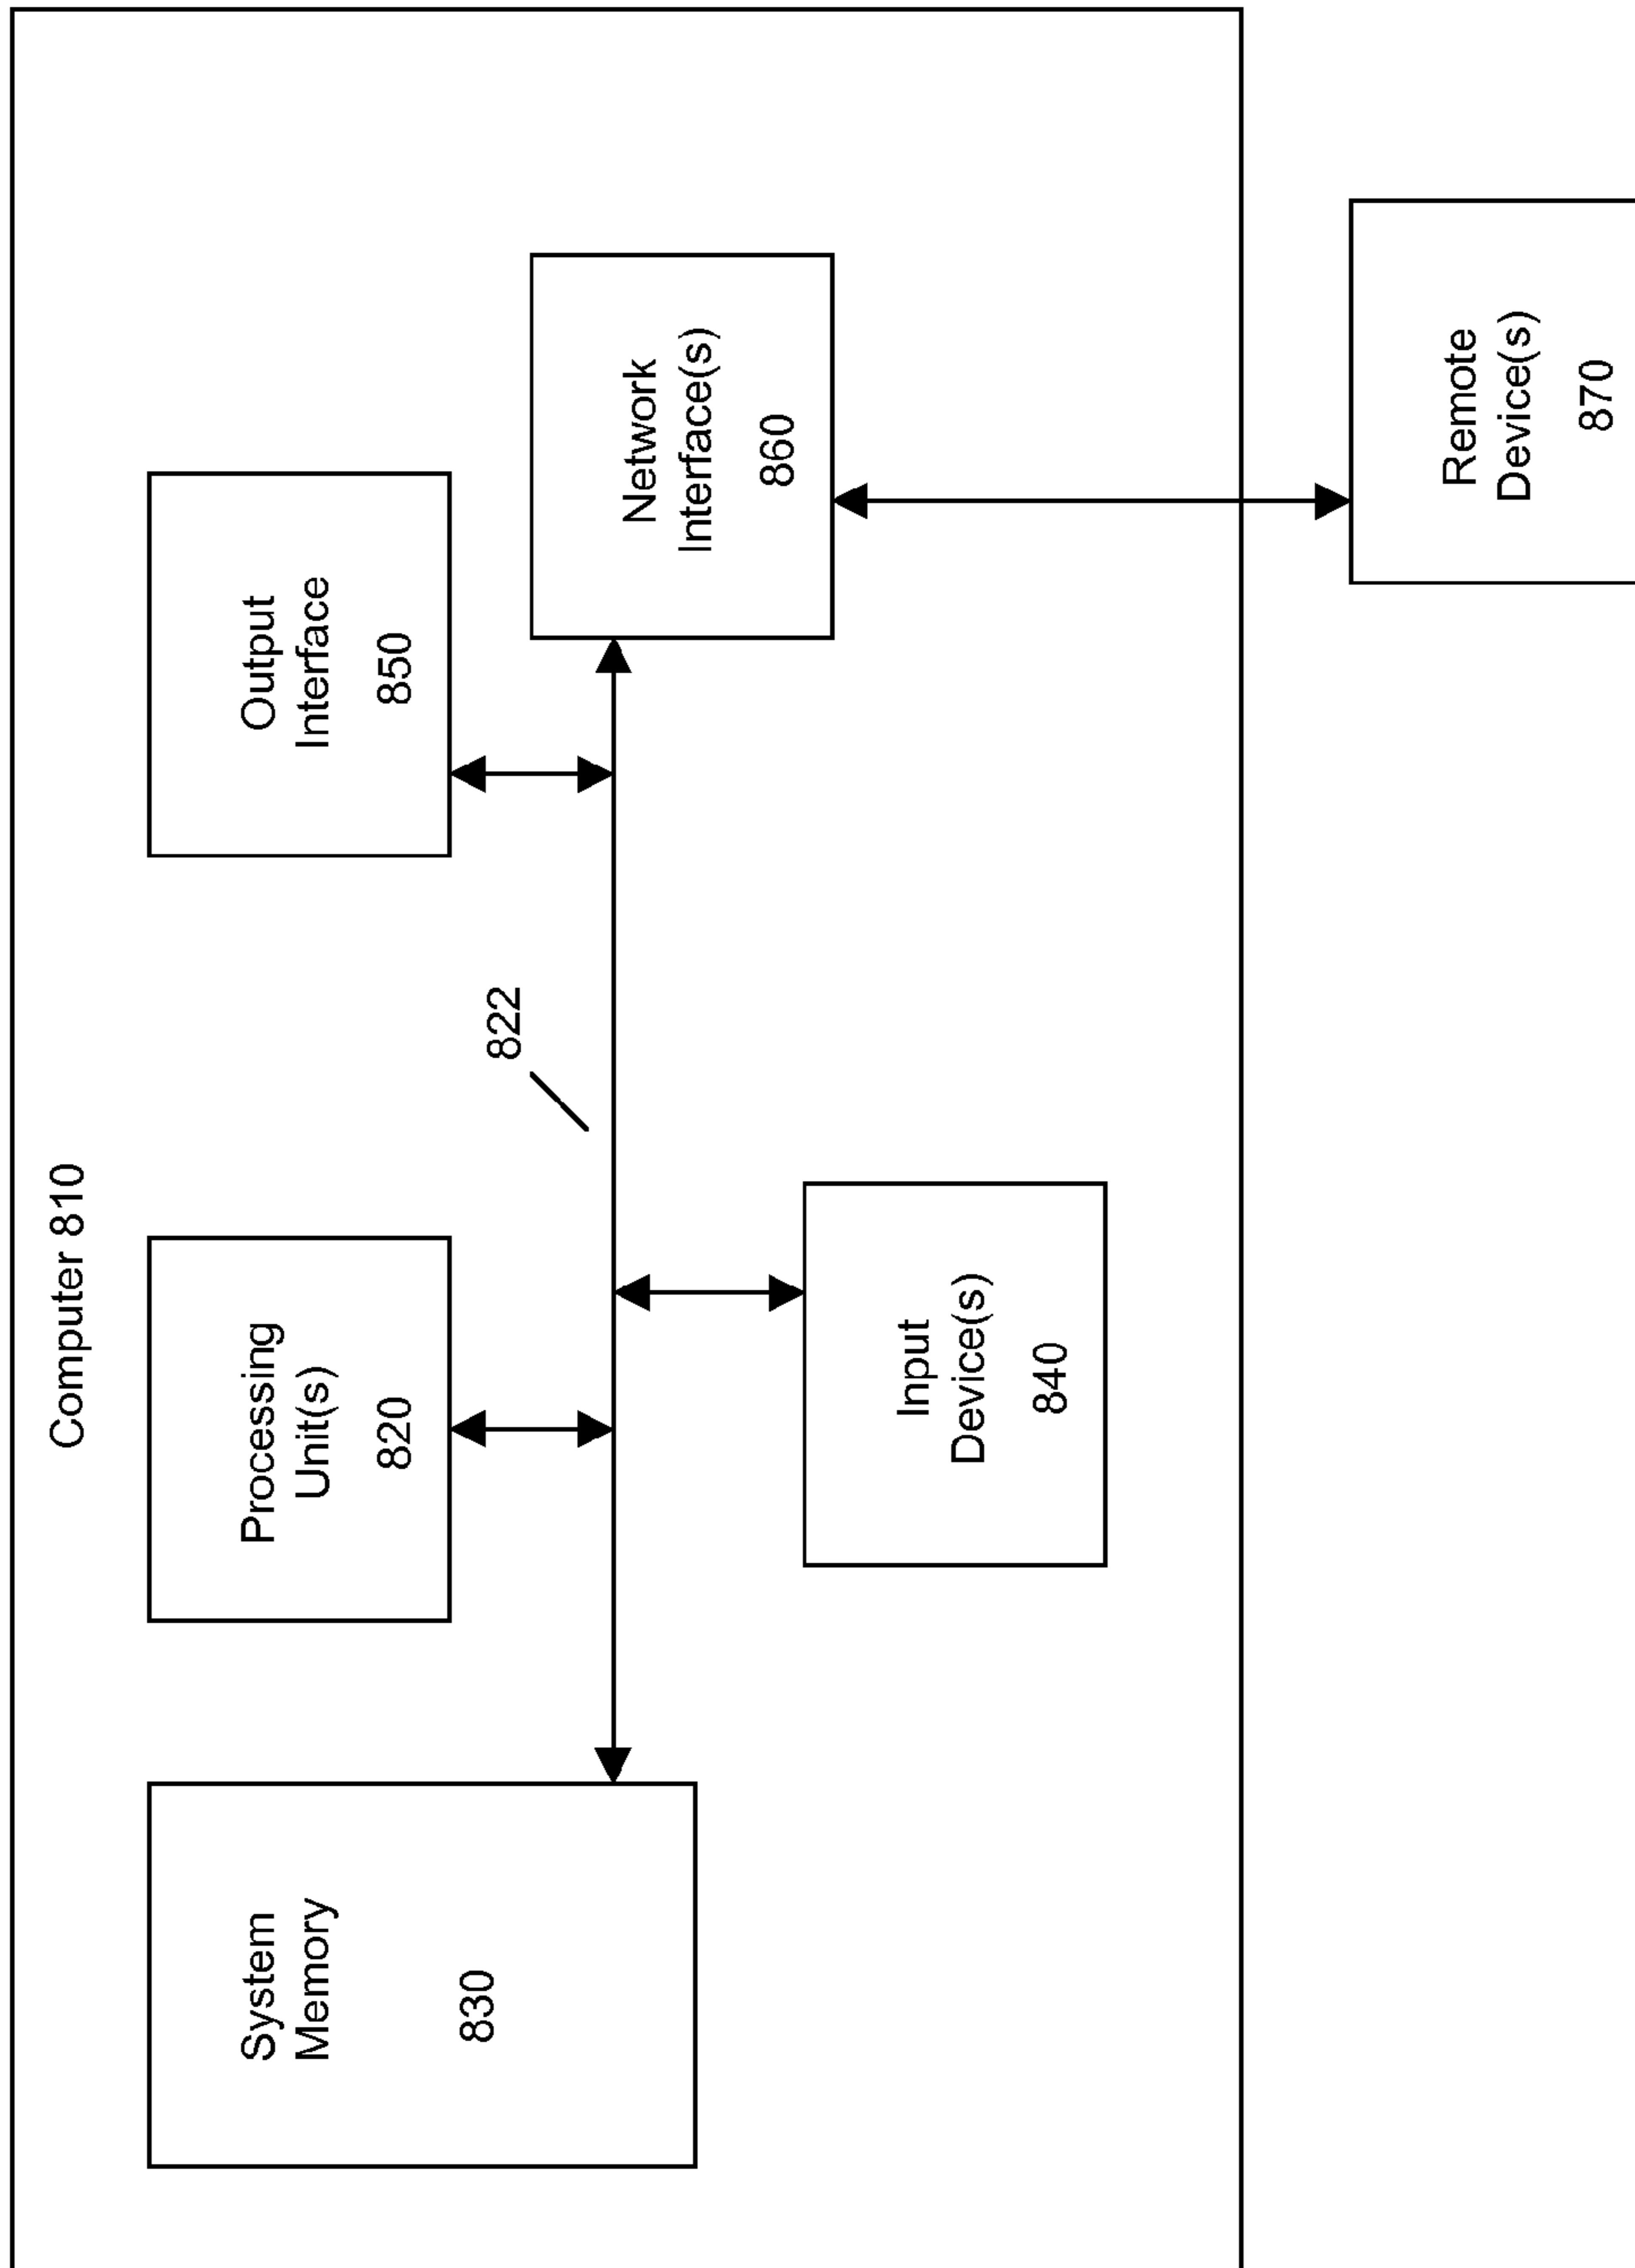 Computer 810
System
Memory
830
Processing
Unit(s)
820
Output
Interface
850
822
Network
Interface(s)
860
Input
Device(s)
840
Remote
Device(s)
870